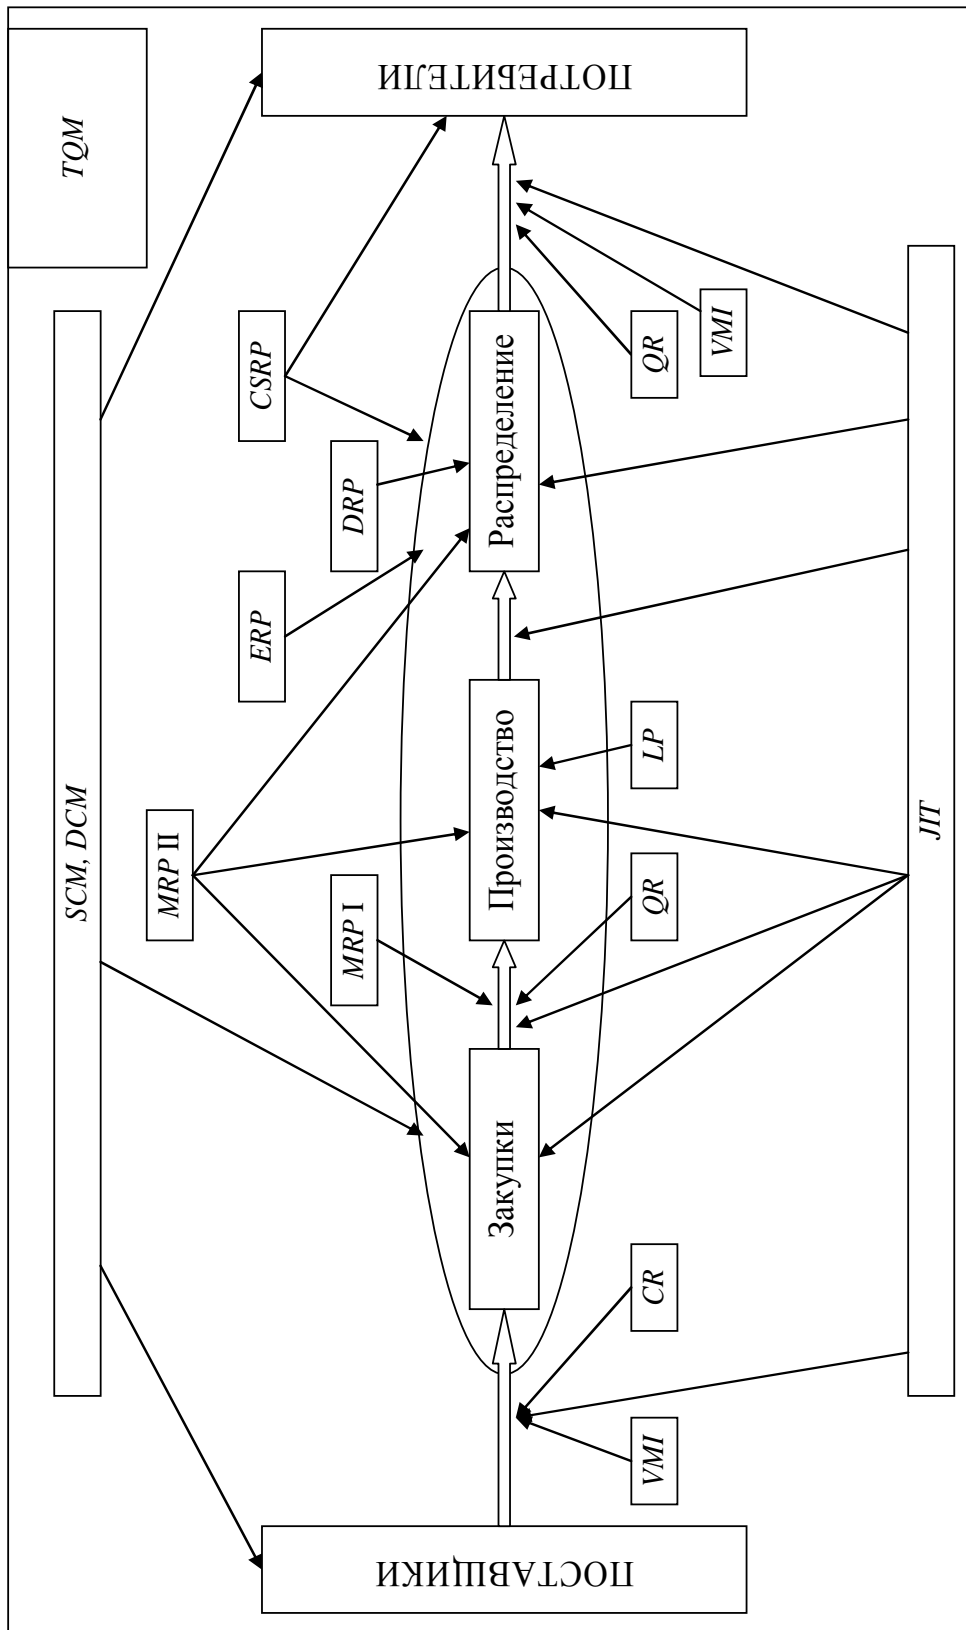 SCM, DCM
TQM
MRP II
ERP
CSRP
MRP I
DRP
ПОСТАВЩИКИ
Закупки
Производство
Распределение
ПОТРЕБИТЕЛИ
VMI
CR
QR
LP
QR
VMI
JIT